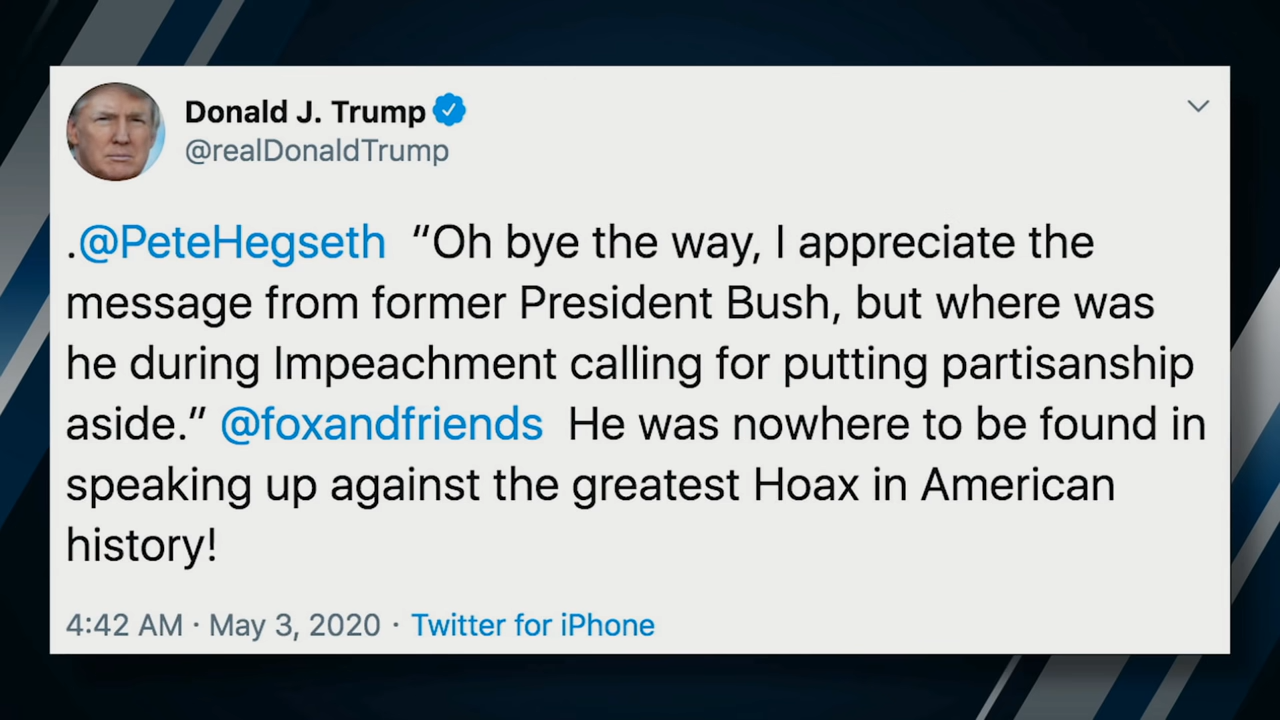 Donald J. Trump
@realDonaldTrump
.@PeteHegseth “Oh bye the way, I appreciate the
message from former President Bush, but where was
he during Impeachment calling for putting partisanship
aside.” @foxandfriends He was nowhere to be found in
speaking up against the greatest Hoax in American
history!
4:42 AM · May 3, 2020 · Twitter for iPhone